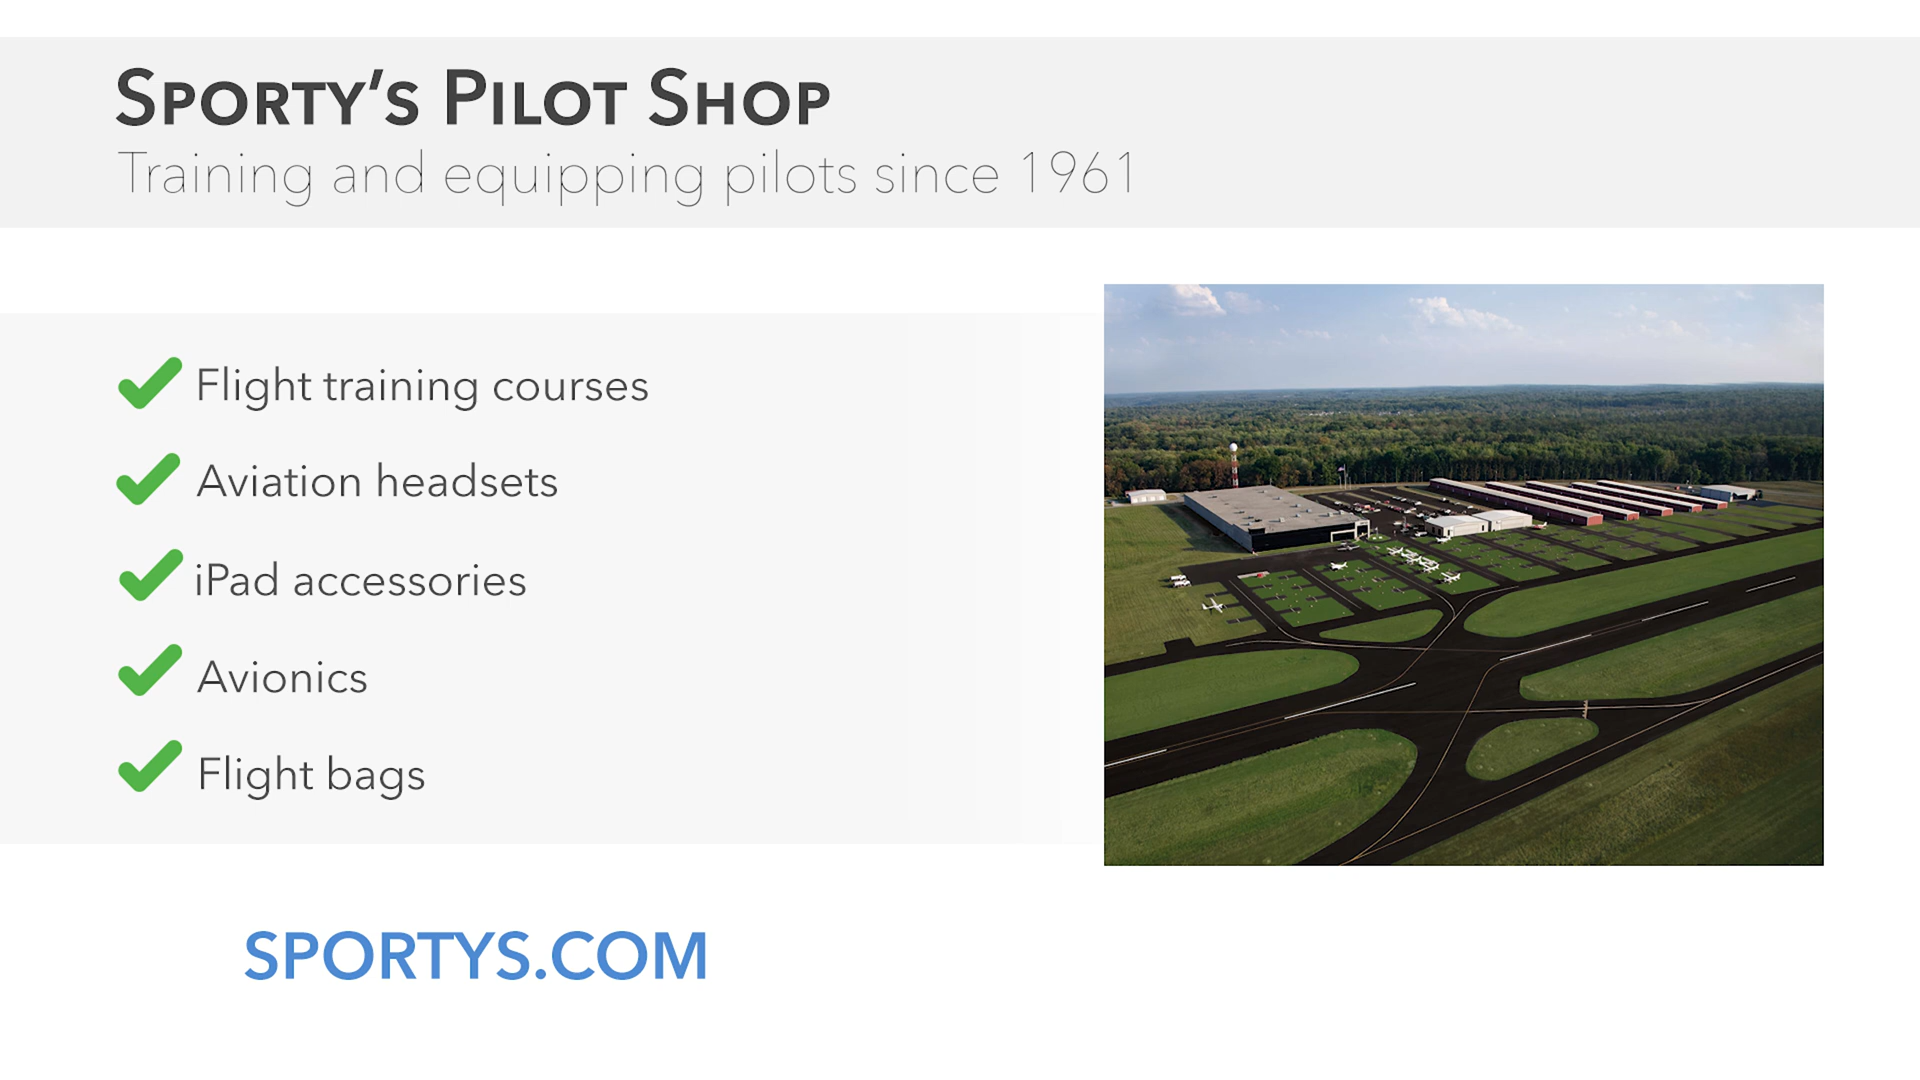 Sporty's Pilot Shop
Training and equipping pilots since 1961
Flight training courses
Aviation headsets
iPad accessories
Avionics
Flight bags
SPORTYS.COM